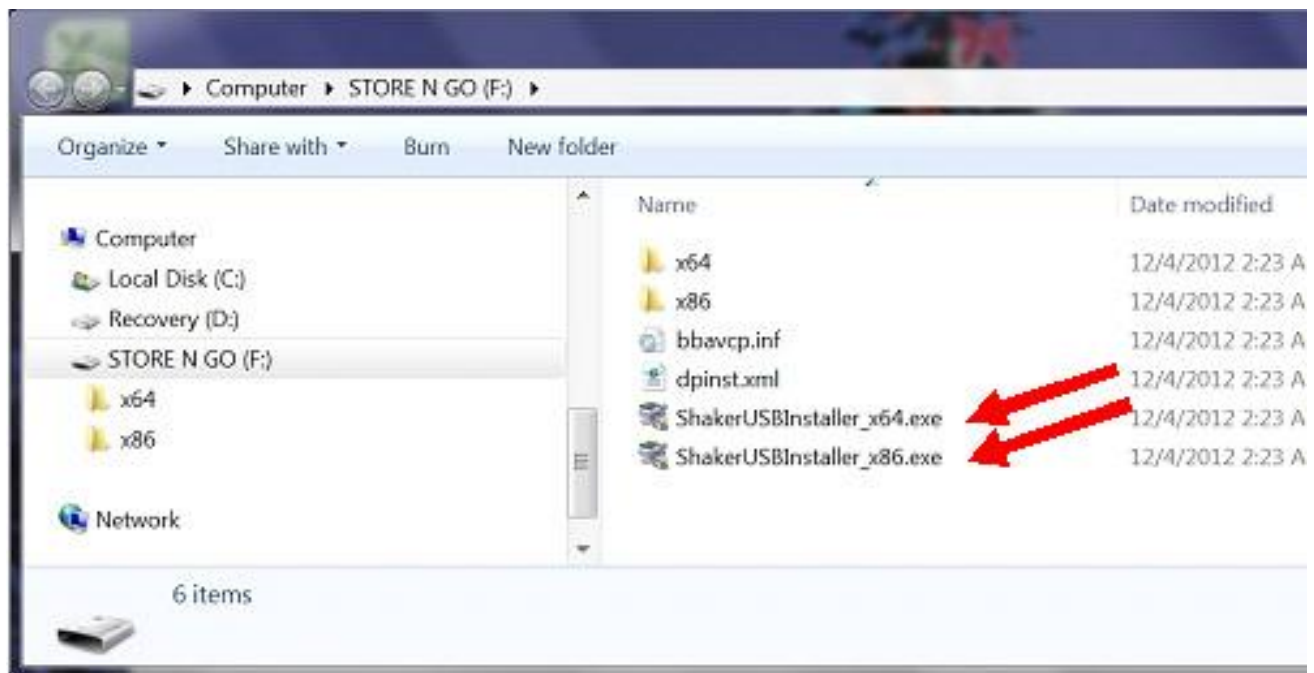 Computer STORE N GO (F:)
Organize Share with Burn New folder
Computer
Local Disk (C:)
Recovery (D:)
STORE N GO (F:)
x64
x86
Network
Name Date modified
x64 12/4/2012 2:23 A
x86 12/4/2012 2:23 A
bbavcp.inf 12/4/2012 2:23 A
dpinst.xml 12/4/2012 2:23 A
ShakerUSBInstaller_x64.exe 12/4/2012 2:23 A
ShakerUSBInstaller_x86.exe 12/4/2012 2:23 A
6 items